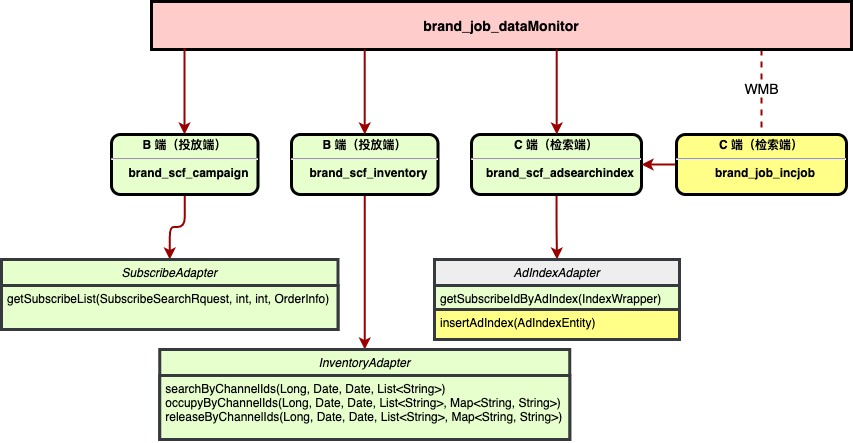 brand_job_dataMonitor
WMB
B 端（投放端）
brand_scf_campaign
B 端（投放端）
brand_scf_inventory
C 端（检索端）
brand_scf_adsearchindex
C 端（检索端）
brand_job_incjob
SubscribeAdapter
getSubscribeList(SubscribeSearchRquest, int, int, OrderInfo)
AdIndexAdapter
getSubscribeIdByAdIndex(IndexWrapper)
insertAdIndex(AdIndexEntity)
InventoryAdapter
searchByChannelIds(Long, Date, Date, List<String>)
occupyByChannelIds(Long, Date, Date, List<String>, Map<String, String>)
releaseByChannelIds(Long, Date, Date, List<String>, Map<String, String>)